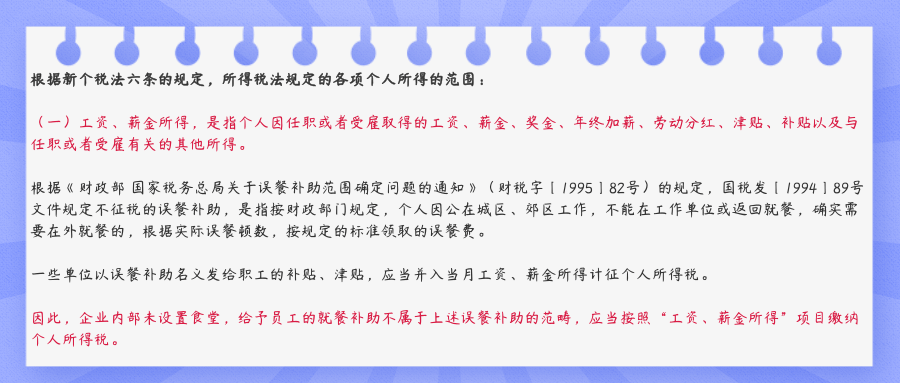 根据新个税法六条的规定，所得税法规定的各项个人所得的范围：
（一）工资、薪金所得，是指个人因任职或者受雇取得的工资、薪金、奖金、年终加薪、劳动分红、津贴、补贴以及与
任职或者受雇有关的其他所得。
根据《财政部 国家税务总局关于误餐补助范围确定问题的通知》（财税字［1995］82号）的规定，国税发［1994］89号
文件规定不征税的误餐补助，是指按财政部门规定，个人因公在城区、郊区工作，不能在工作单位或返回就餐，确实需
要在外就餐的，根据实际误餐顿数，按规定的标准领取的误餐费。
一些单位以误餐补助名义发给职工的补贴、津贴，应当并入当月工资、薪金所得计征个人所得税。
因此，企业内部未设置食堂，给予员工的就餐补助不属于上述误餐补助的范畴，应当按照“工资、薪金所得”项目缴纳
个人所得税。